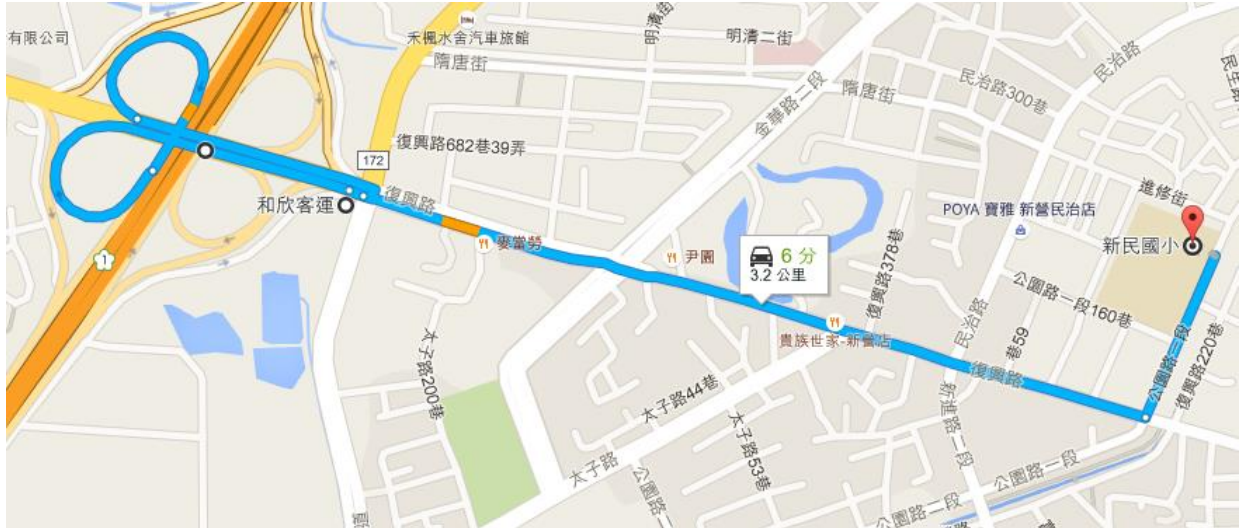 有限公司
禾楓水舍汽車旅館
明清街
明清二街
隋唐街
金華路二段
民治路
民治路300巷
隋唐街
復興路682巷39弄
172
復興路
和欣客運
麥當勞
尹園
6 分
3.2 公里
復興路378巷
POYA 寶雅 新營民治店
進修街
新民國小
1
公園路一段160巷
貴族世家-新營店
民治路
巷59
復興路
公園路三段
復興路220巷
太子路200巷
太子路44巷
太子路53巷
新進路二段
太子路
公園路二
公園路一段
公園路二段